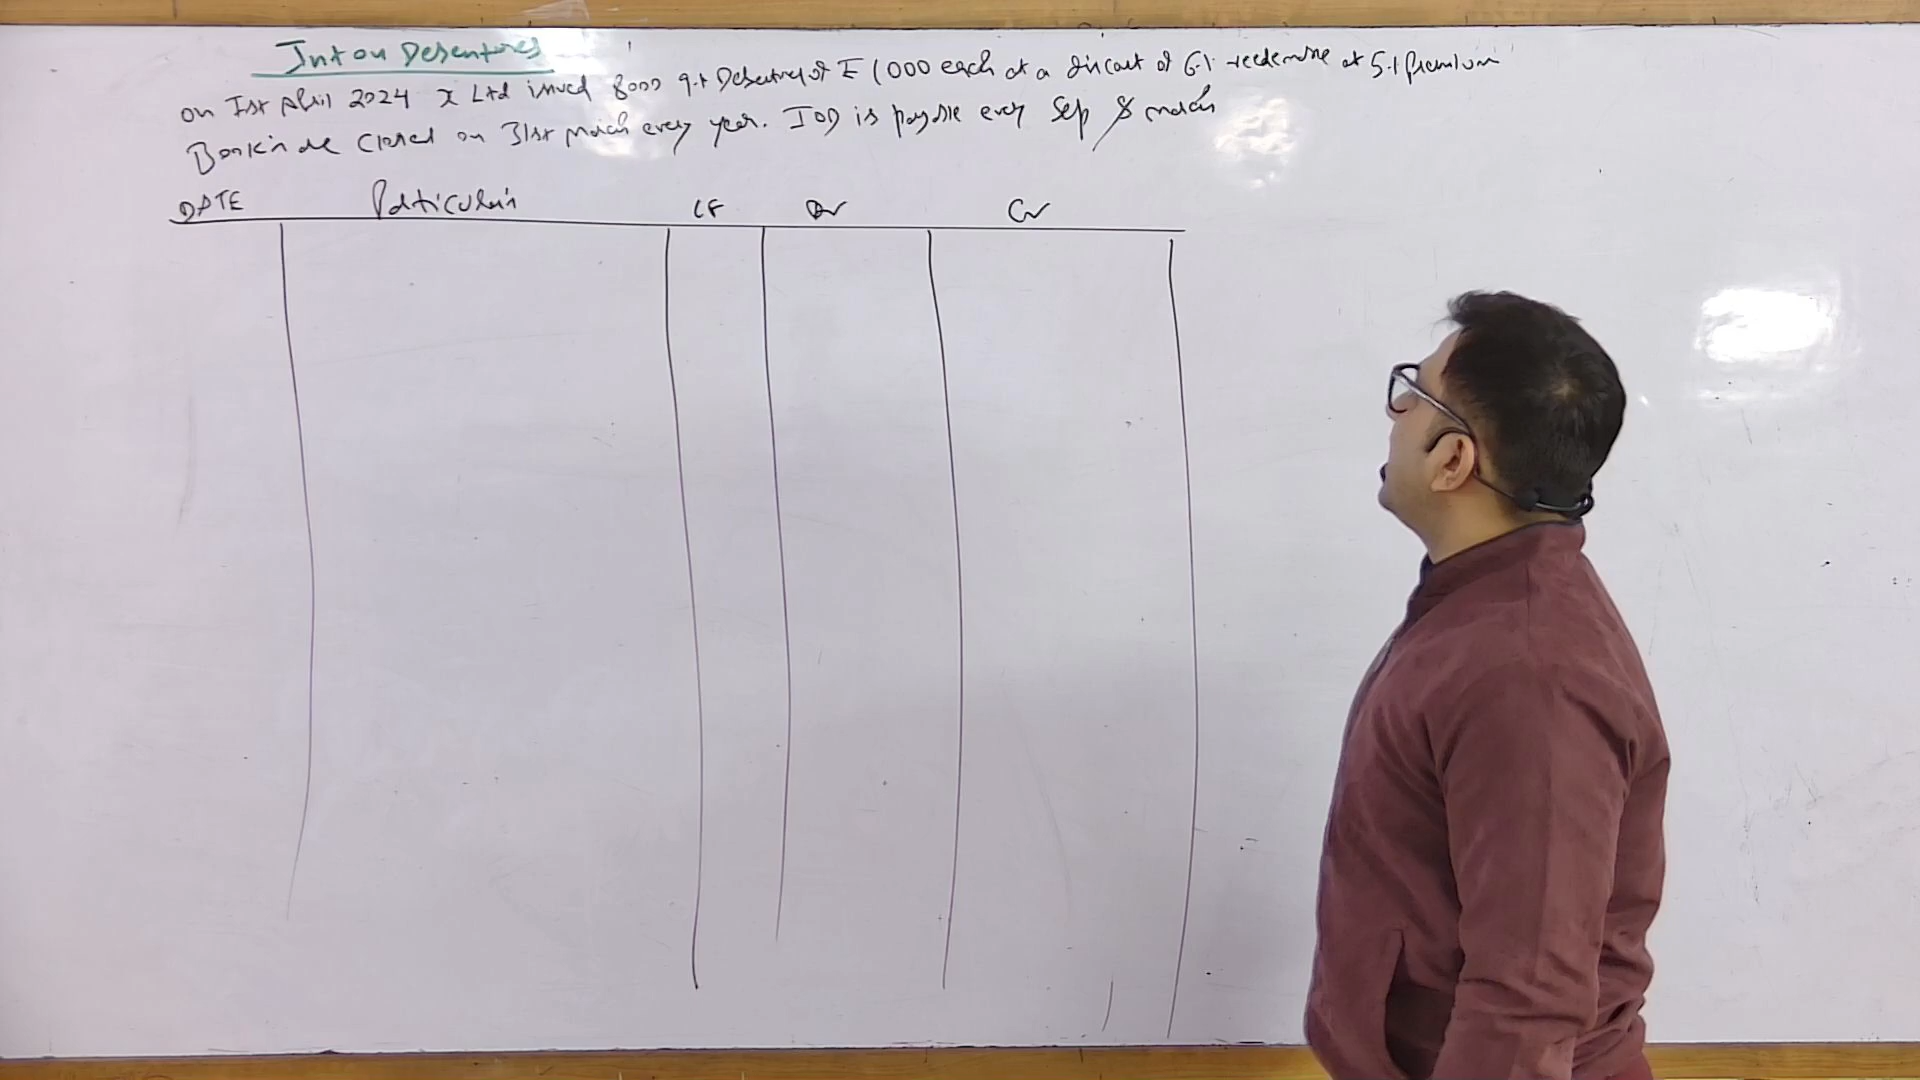 Int on Debentures
on 1st April 2024 X Ltd issued 8000 9% Debentures of ₹ 1000 each at a discount of 6% redeemable at 5% premium
Book's are closed on 31st March every year. IOD is payable every Sep & March
DATE Particulars LF Dr Cr